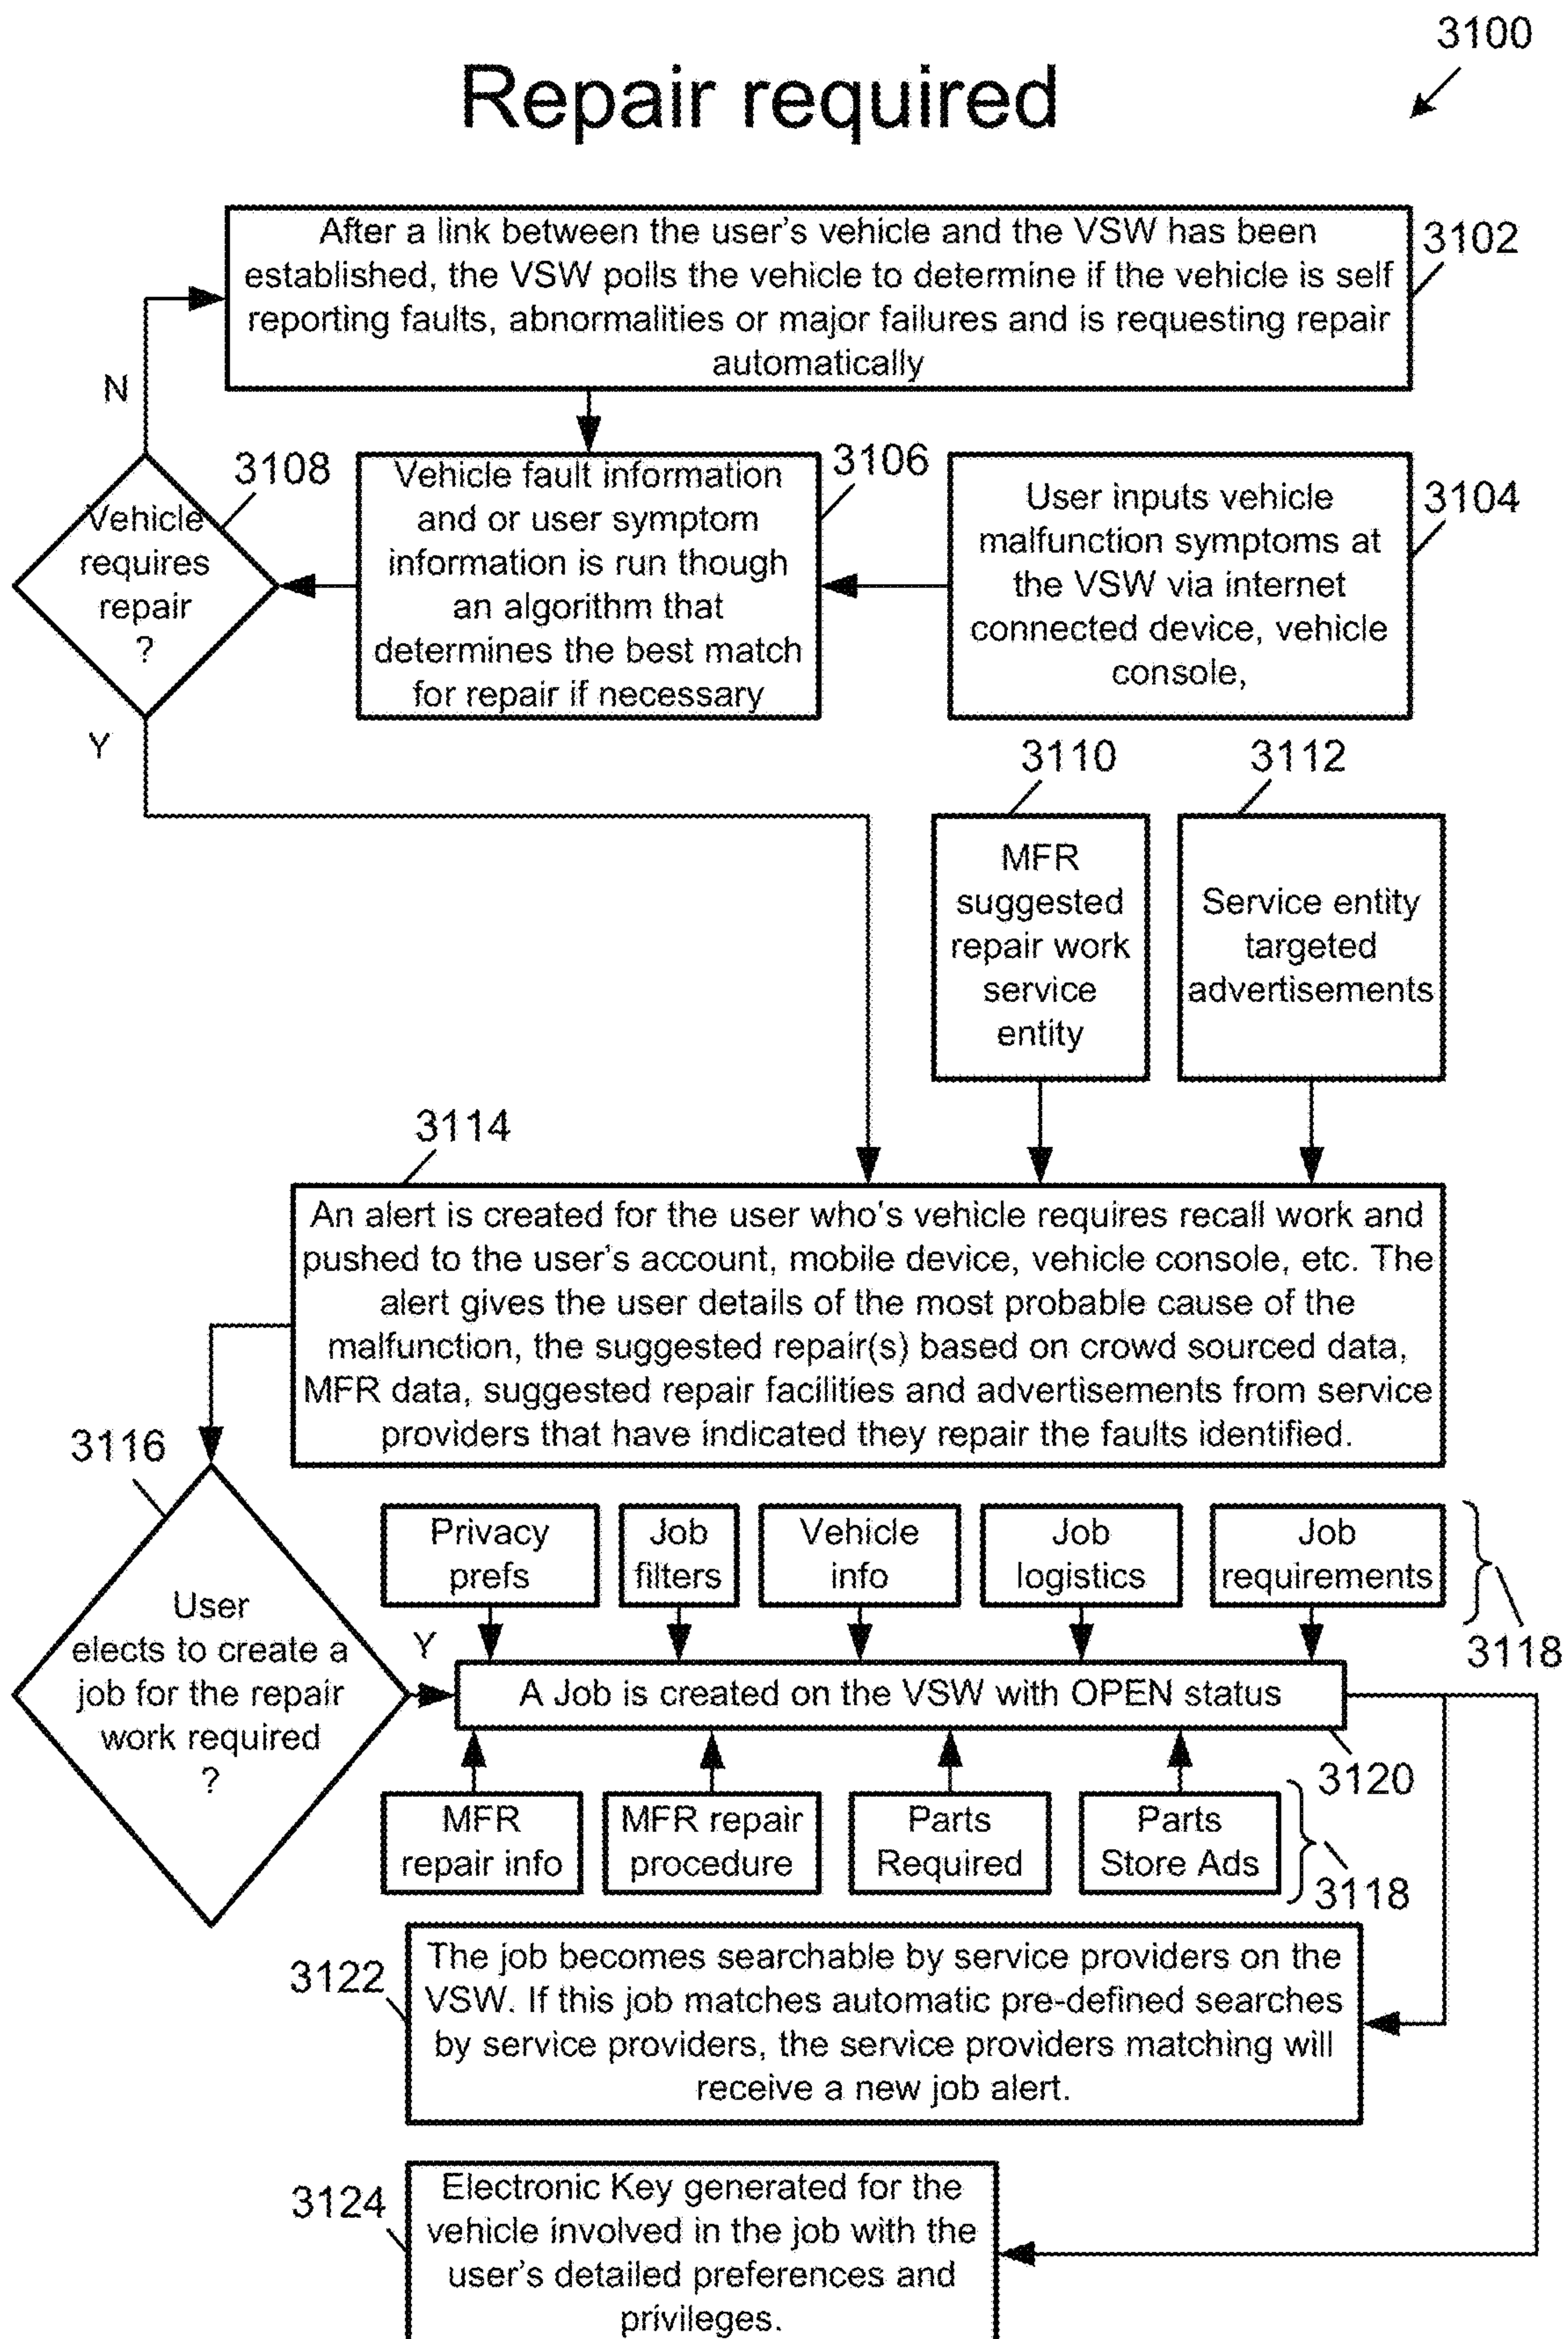 3100
Repair required
After a link between the user's vehicle and the VSW has been
established, the VSW polls the vehicle to determine if the vehicle is self
reporting faults, abnormalities or major failures and is requesting repair
automatically
3102
N
3108
Vehicle
requires
repair
?
Y
3106
Vehicle fault information
and or user symptom
information is run though
an algorithm that
determines the best match
for repair if necessary
3104
User inputs vehicle
malfunction symptoms at
the VSW via internet
connected device, vehicle
console,
3110
MFR
suggested
repair work
service
entity
3112
Service entity
targeted
advertisements
3114
An alert is created for the user who's vehicle requires recall work and
pushed to the user's account, mobile device, vehicle console, etc. The
alert gives the user details of the most probable cause of the
malfunction, the suggested repair(s) based on crowd sourced data,
MFR data, suggested repair facilities and advertisements from service
providers that have indicated they repair the faults identified.
3116
User
elects to create a
job for the repair
work required
?
Y
Privacy
prefs
Job
filters
Vehicle
info
Job
logistics
Job
requirements
3118
A Job is created on the VSW with OPEN status
3120
MFR
repair info
MFR repair
procedure
Parts
Required
Parts
Store Ads
3118
3122
The job becomes searchable by service providers on the
VSW. If this job matches automatic pre-defined searches
by service providers, the service providers matching will
receive a new job alert.
3124
Electronic Key generated for the
vehicle involved in the job with the
user's detailed preferences and
privileges.